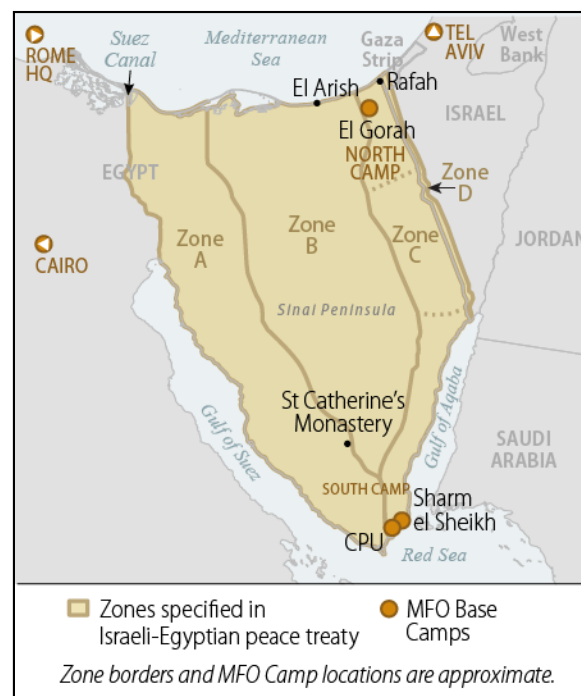 ROME
HQ
Suez
Canal
Mediterranean
Sea
Gaza
Strip
TEL
AVIV
West
Bank
El Arish
Rafah
ISRAEL
El Gorah
NORTH
CAMP
EGYPT
Zone
D
Zone
A
Zone
B
Zone
C
JORDAN
CAIRO
Sinai Peninsula
St Catherine's
Monastery
Gulf of Suez
Gulf of Aqaba
SAUDI
ARABIA
SOUTH CAMP
Sharm
el Sheikh
CPU
Red Sea
Zones specified in
Israeli-Egyptian peace treaty
MFO Base
Camps
Zone borders and MFO Camp locations are approximate.